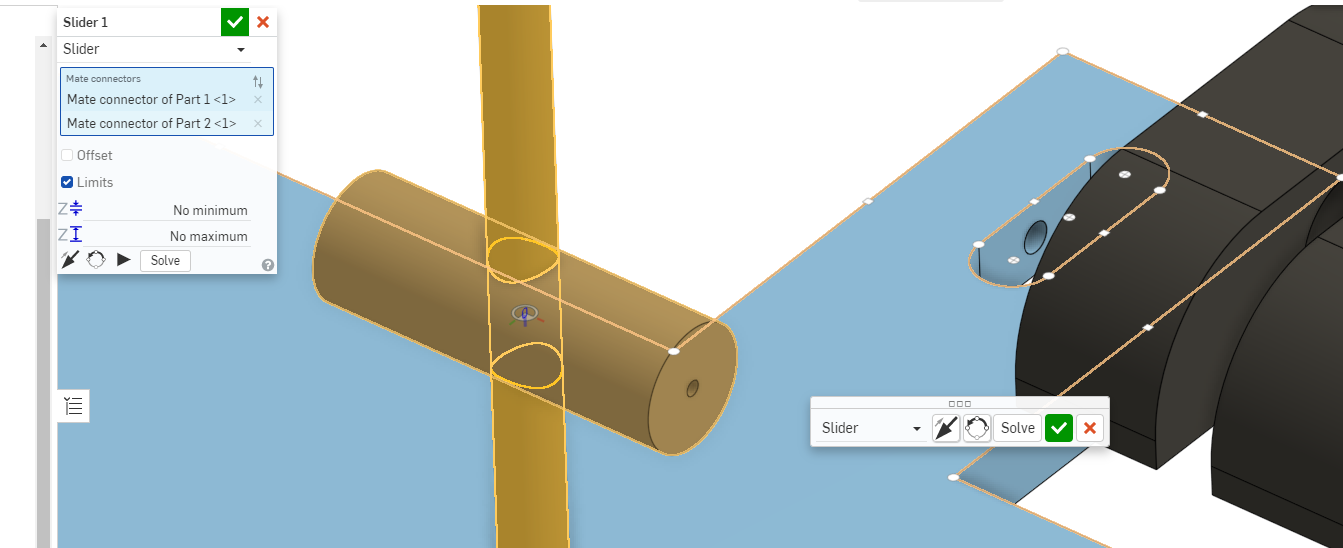 Slider 1
Slider
Mate connectors
Mate connector of Part 1 <1>
Mate connector of Part 2 <1>
Offset
Limits
Z No minimum
Z No maximum
Solve
?
Slider Solve